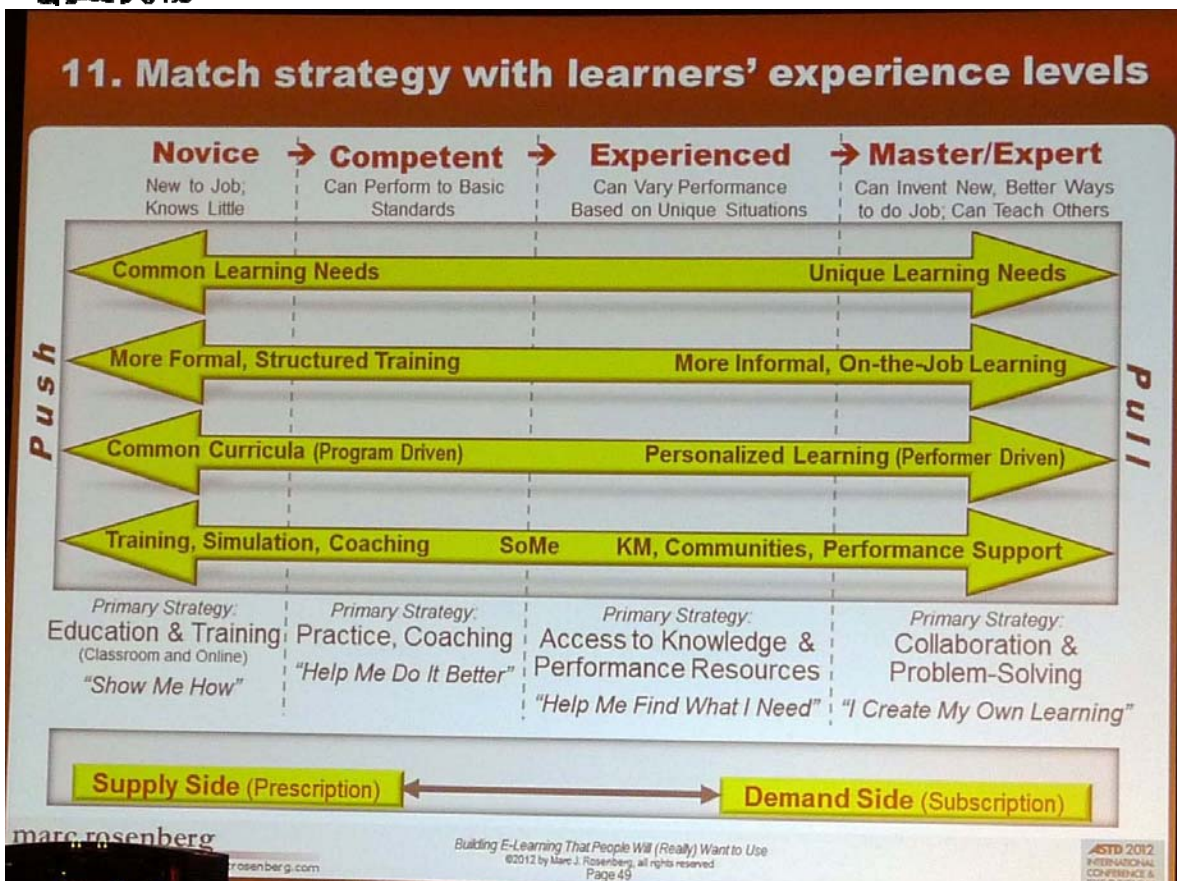 11. Match strategy with learners' experience levels
Novice → Competent → Experienced → Master/Expert
New to Job;
Knows Little
Can Perform to Basic
Standards
Can Vary Performance
Based on Unique Situations
Can Invent New, Better Ways
to do Job; Can Teach Others
Push
Common Learning Needs
Unique Learning Needs
More Formal, Structured Training
More Informal, On-the-Job Learning
Common Curricula (Program Driven)
Personalized Learning (Performer Driven)
Training, Simulation, Coaching
SoMe
KM, Communities, Performance Support
Pull
Primary Strategy:
Education & Training
(Classroom and Online)
"Show Me How"
Primary Strategy:
Practice, Coaching
"Help Me Do It Better"
Primary Strategy:
Access to Knowledge &
Performance Resources
"Help Me Find What I Need"
Primary Strategy:
Collaboration &
Problem-Solving
"I Create My Own Learning"
Supply Side (Prescription)
Demand Side (Subscription)
marc.rosenberg
rosenberg.com
Building E-Learning That People Will (Really) Want to Use
©2012 by Marc J. Rosenberg, all rights reserved
Page 49
ASTD 2012
INTERNATIONAL
CONFERENCE &